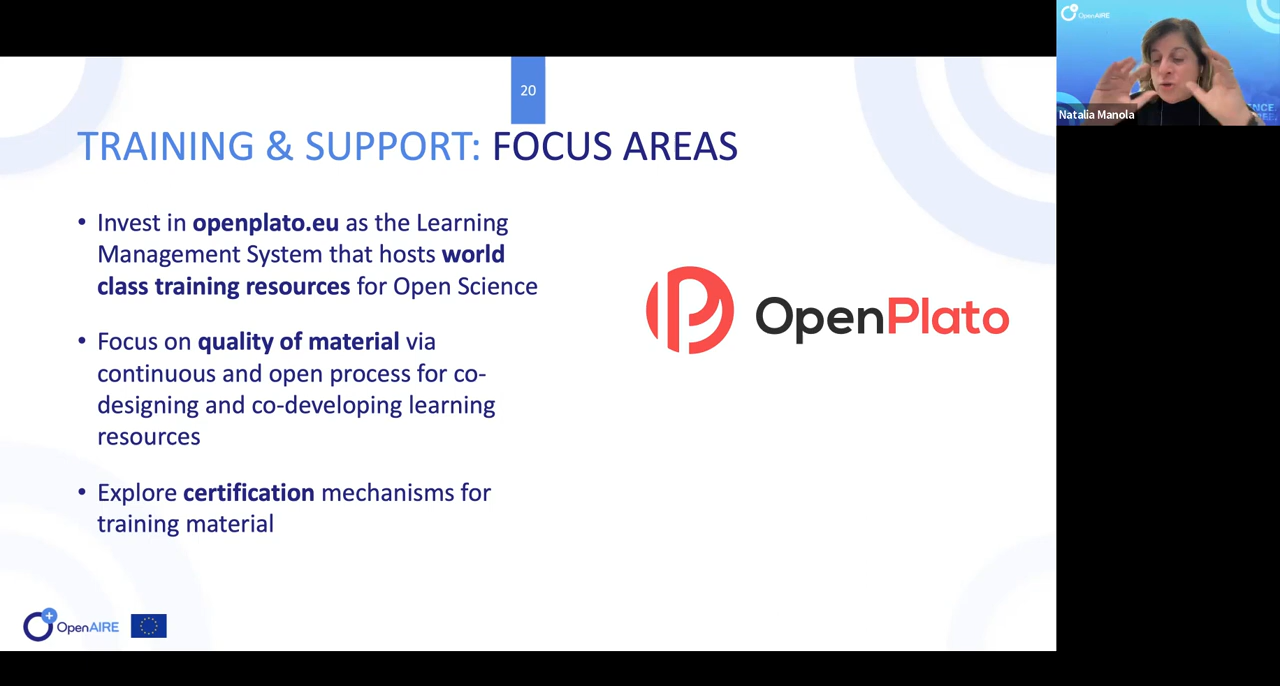 20
TRAINING & SUPPORT: FOCUS AREAS
• Invest in openplato.eu as the Learning
Management System that hosts world
class training resources for Open Science
• Focus on quality of material via
continuous and open process for co-
designing and co-developing learning
resources
• Explore certification mechanisms for
training material
OpenPlato
OpenAIRE
OpenAIRE
Natalia Manola